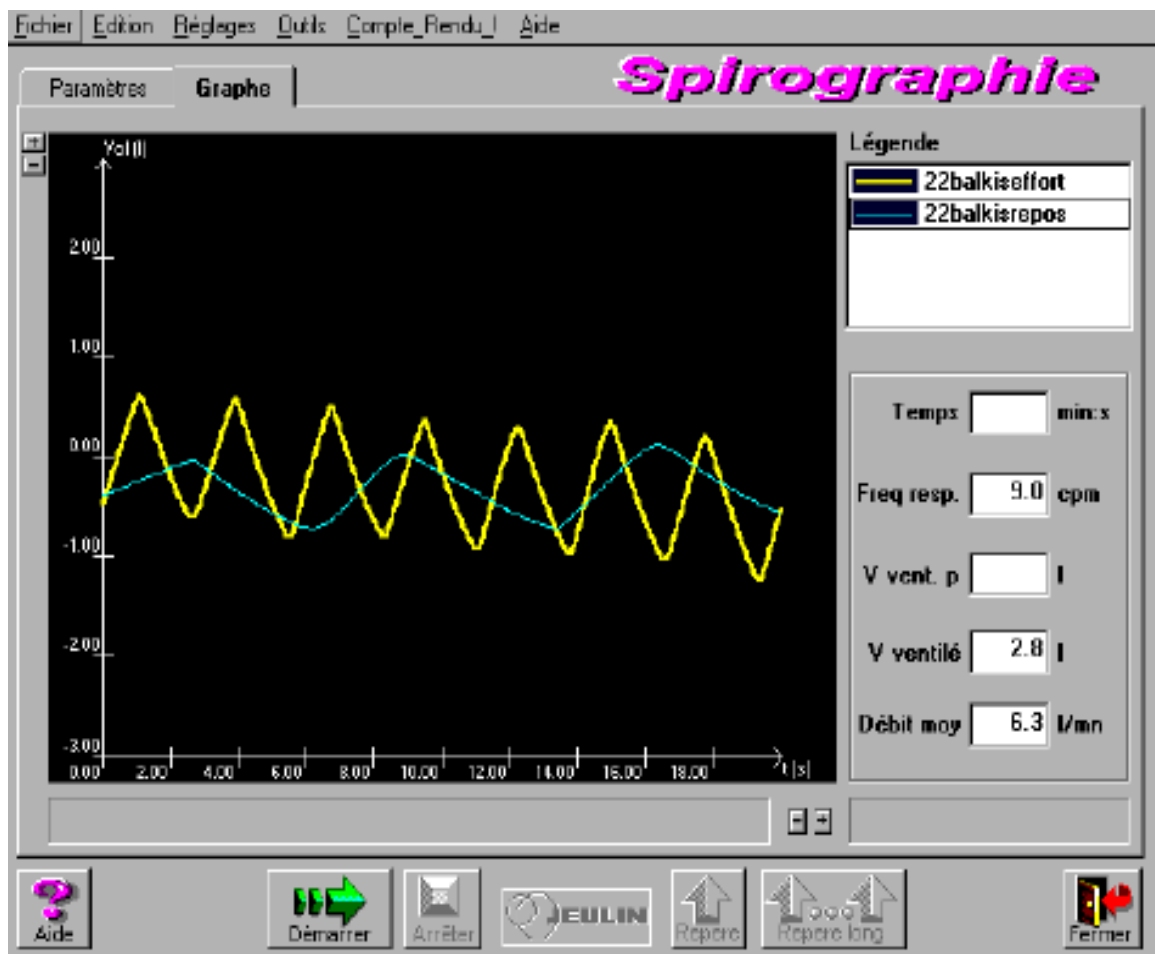 Fichier Edition Réglages Outils Compte_Rendu_! Aide
Spirographie
Paramètres Graphe
+
-
Vol (l)
2.00
1.00
0.00
-1.00
-2.00
-3.00
0.00 2.00 4.00 6.00 8.00 10.00 12.00 14.00 16.00 18.00 t (s)
Légende
22balkiseffort
22balkisrepos
Temps min:s
Freq resp. 9.0 cpm
V vent. p l
V ventilé 2.8 l
Débit moy 6.3 l/mn
- +
Aide
Démarrer
Arrêter
JEULIN
Repère
Repère long
Fermer